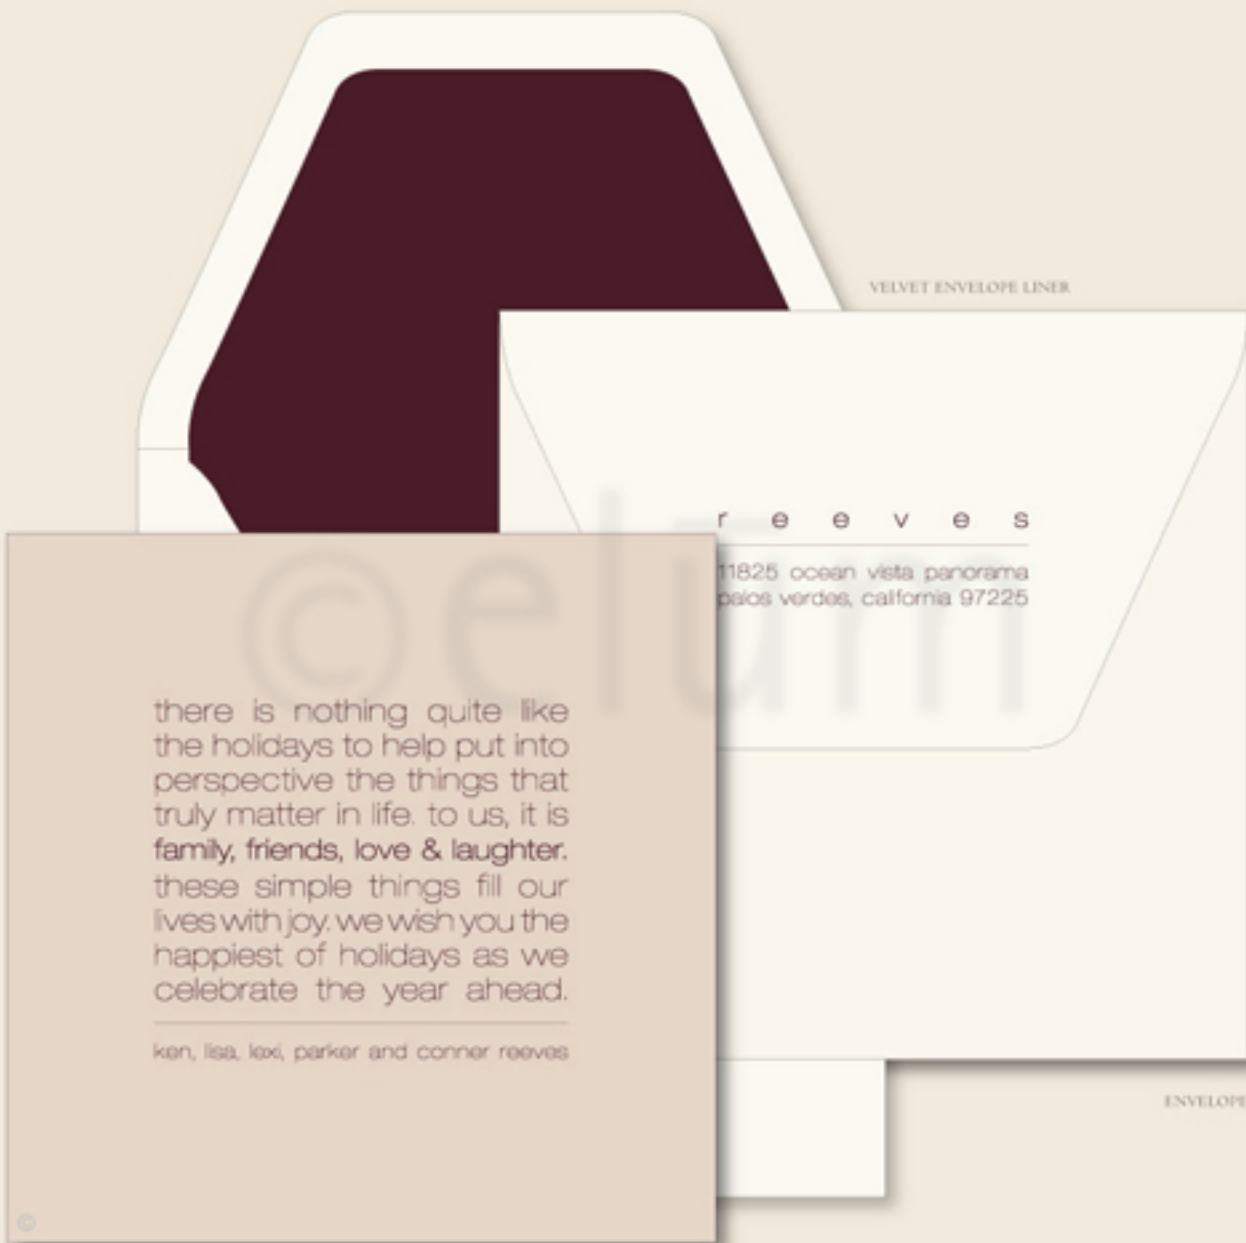 VELVET ENVELOPE LINER
r e e v e s
11825 ocean vista panorama
palos verdes, california 97225
©elum
there is nothing quite like
the holidays to help put into
perspective the things that
truly matter in life. to us, it is
family, friends, love & laughter.
these simple things fill our
lives with joy. we wish you the
happiest of holidays as we
celebrate the year ahead.
ken, lisa, lexi, parker and conner reeves
ENVELOPE
©